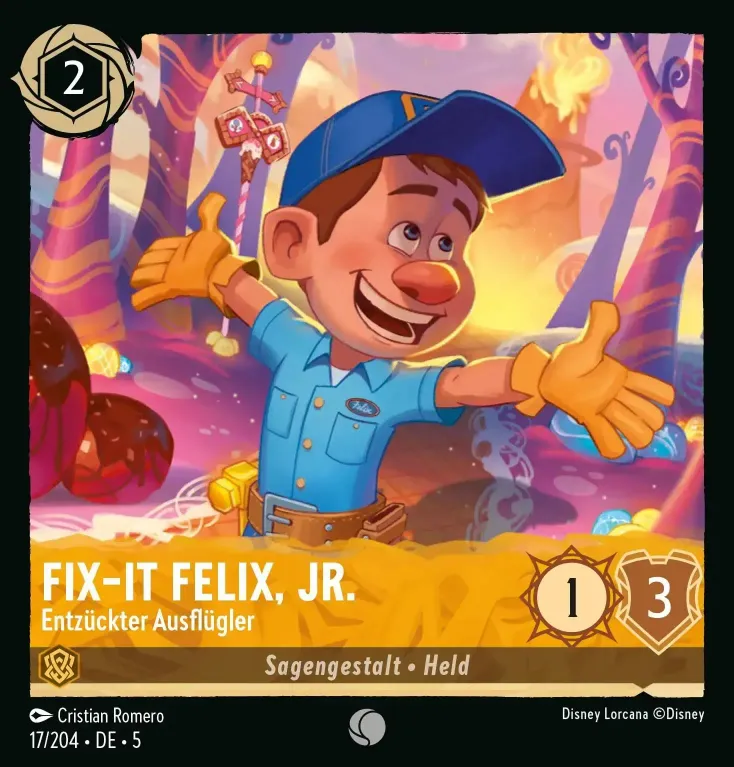 2
Felix
FIX-IT FELIX, JR.
Entzückter Ausflügler
1
3
Sagengestalt • Held
Cristian Romero
Disney Lorcana ©Disney
17/204 • DE • 5